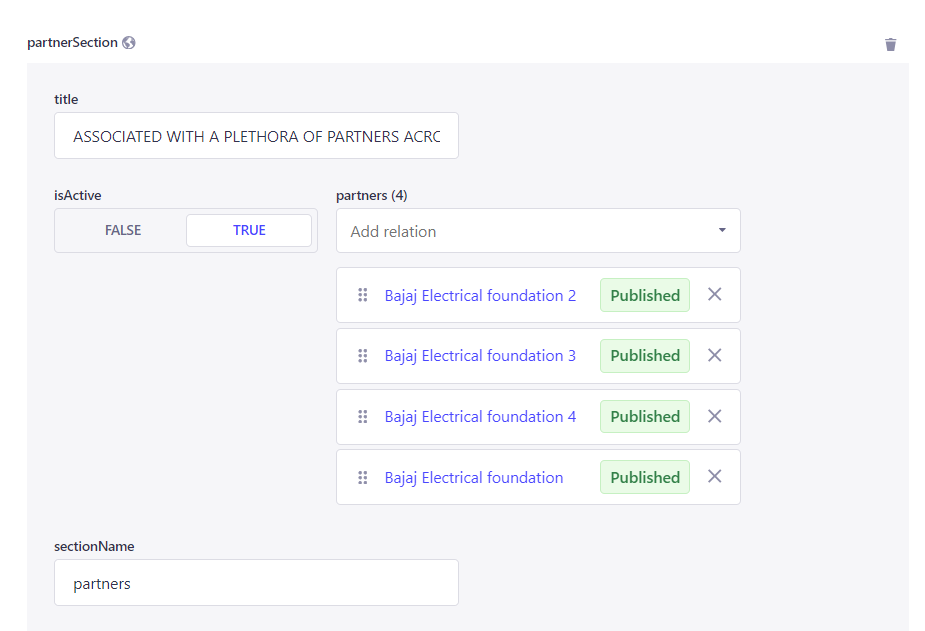 partnerSection
title
ASSOCIATED WITH A PLETHORA OF PARTNERS ACRC
isActive
partners (4)
FALSE
TRUE
Add relation
Bajaj Electrical foundation 2
Published
Bajaj Electrical foundation 3
Published
Bajaj Electrical foundation 4
Published
Bajaj Electrical foundation
Published
sectionName
partners